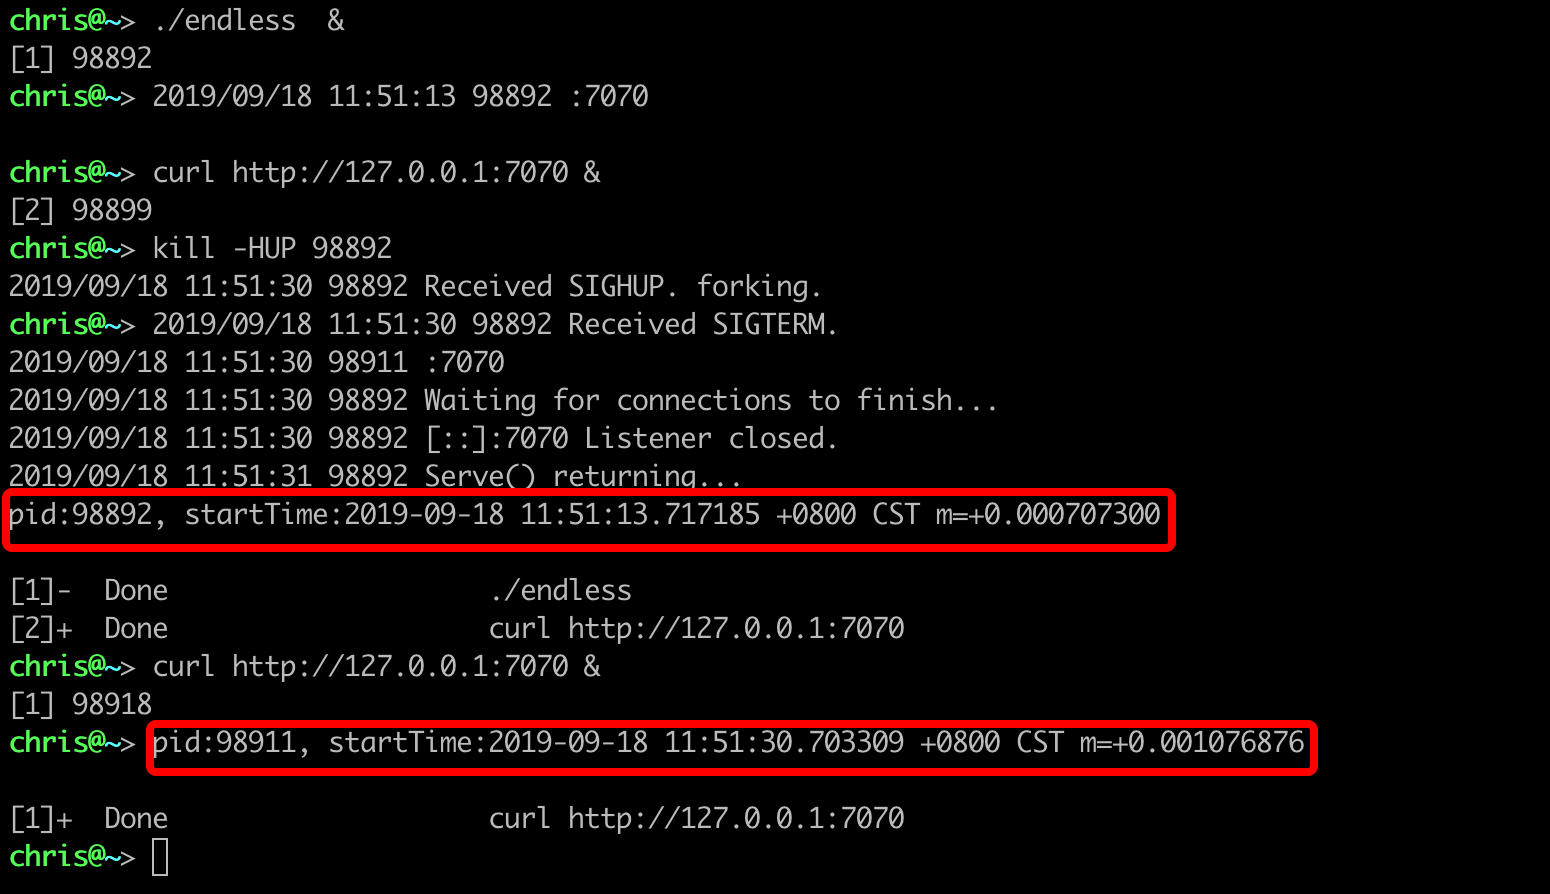 chris@~> ./endless  &
[1] 98892
chris@~> 2019/09/18 11:51:13 98892 :7070
chris@~> curl http://127.0.0.1:7070 &
[2] 98899
chris@~> kill -HUP 98892
2019/09/18 11:51:30 98892 Received SIGHUP. forking.
chris@~> 2019/09/18 11:51:30 98892 Received SIGTERM.
2019/09/18 11:51:30 98911 :7070
2019/09/18 11:51:30 98892 Waiting for connections to finish...
2019/09/18 11:51:30 98892 [::]:7070 Listener closed.
2019/09/18 11:51:31 98892 Serve() returning...
pid:98892, startTime:2019-09-18 11:51:13.717185 +0800 CST m=+0.000707300
[1]-  Done                    ./endless
[2]+  Done                    curl http://127.0.0.1:7070
chris@~> curl http://127.0.0.1:7070 &
[1] 98918
chris@~> pid:98911, startTime:2019-09-18 11:51:30.703309 +0800 CST m=+0.001076876
[1]+  Done                    curl http://127.0.0.1:7070
chris@~>